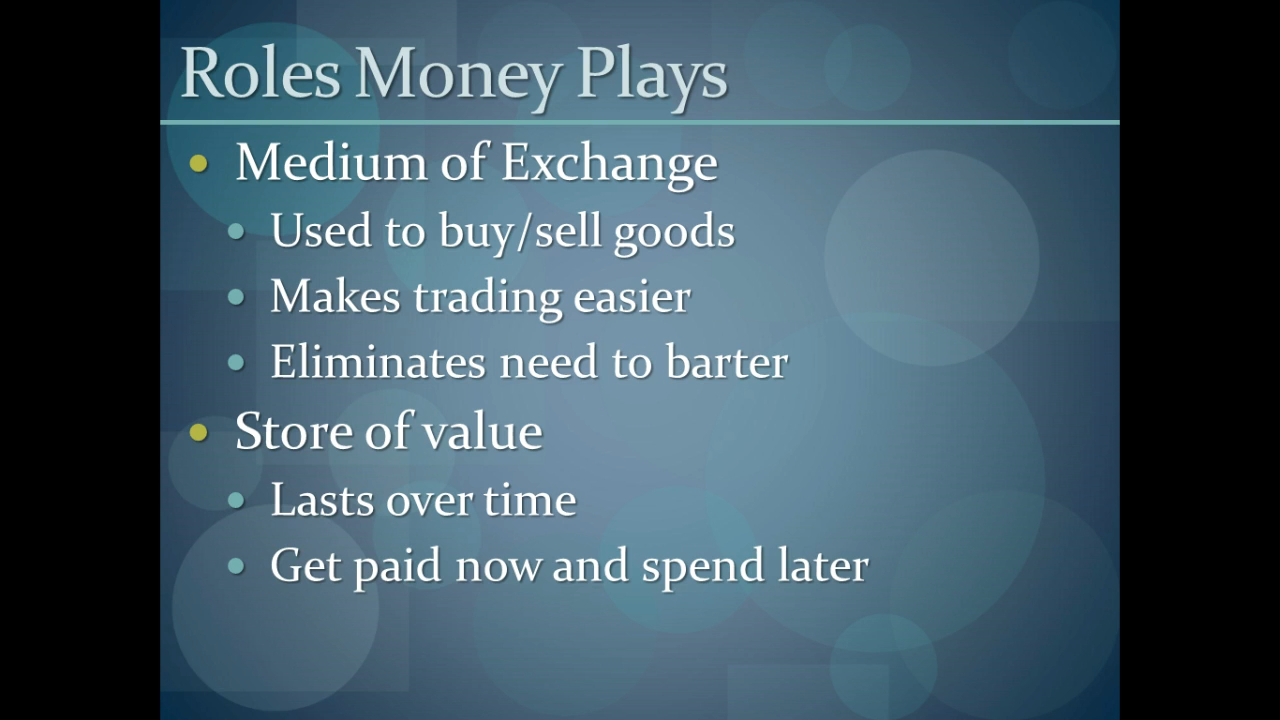 Roles Money Plays
Medium of Exchange
Used to buy/sell goods
Makes trading easier
Eliminates need to barter
Store of value
Lasts over time
Get paid now and spend later